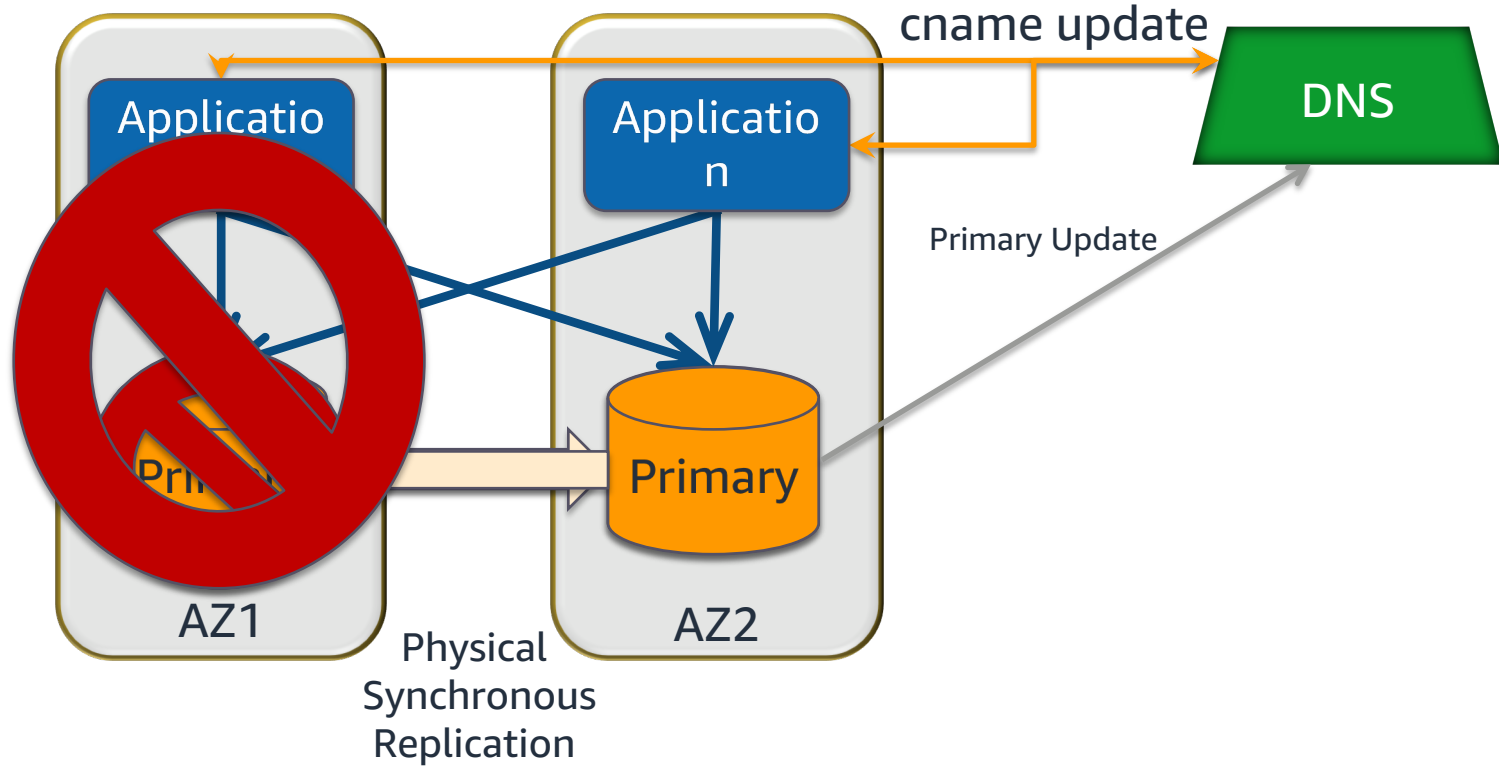 cname update
Applicatio
Applicatio
n
DNS
Primary Update
Primary
AZ1
AZ2
Physical
Synchronous
Replication